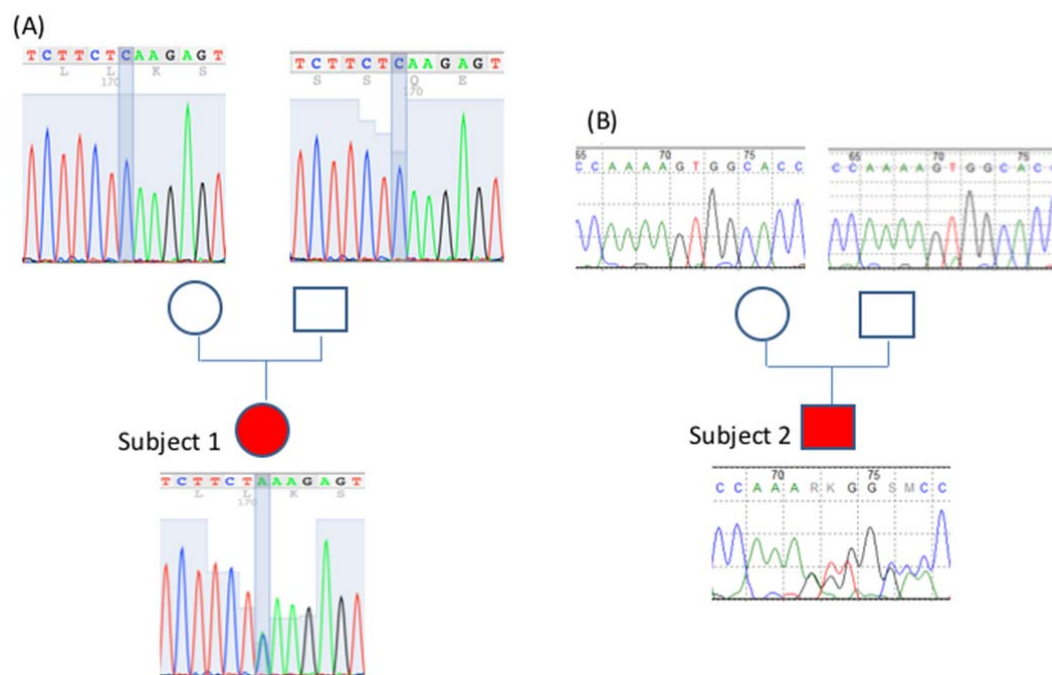 (A)
TCTTCTCAAGAGT
L L K S
170
TCTTCTCAAGAGT
S S Q E
170
(B)
65 70 75
CCAAAAGTGGCACC
65 70 75
CCAAAAGTGGCAC
Subject 1
Subject 2
TCTTCTAAAGAGT
L L K S
170
70 75
CCAAARKGGSMCC